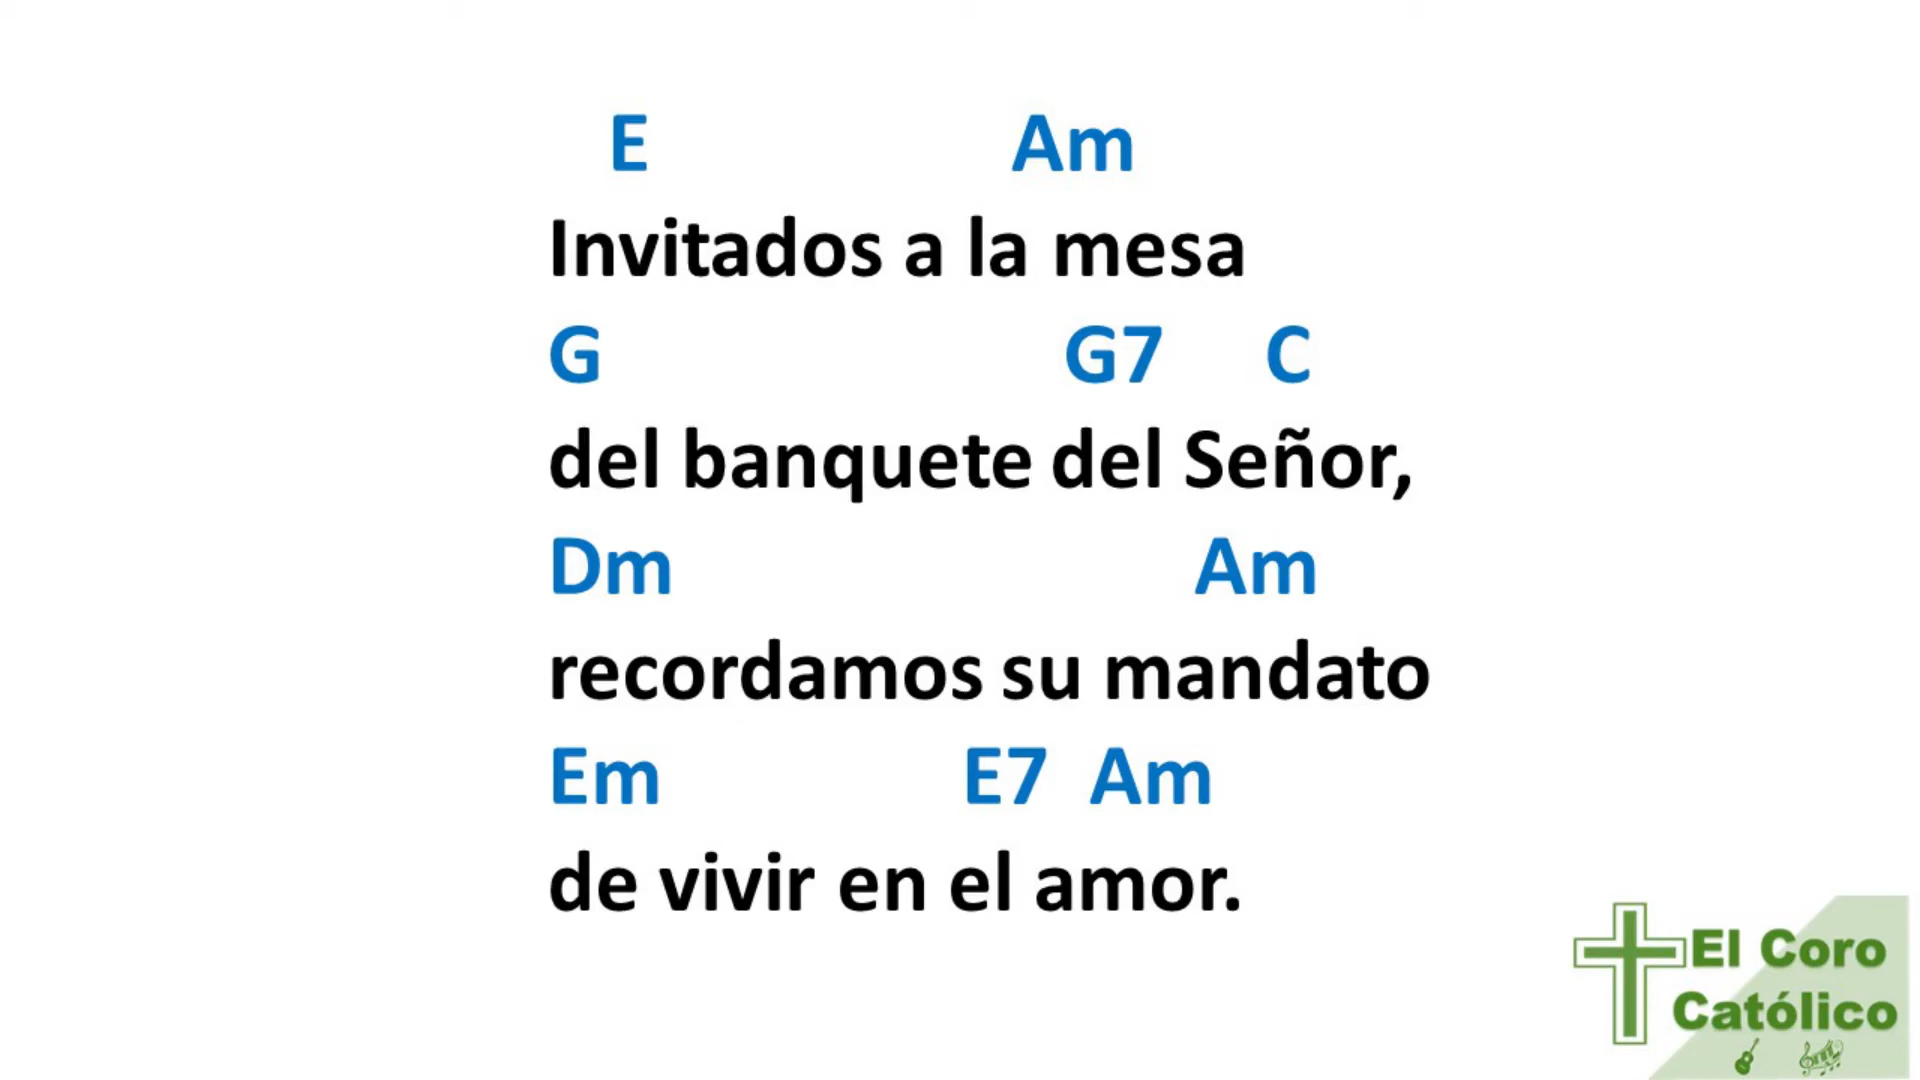 E Am
Invitados a la mesa
G G7 C
del banquete del Señor,
Dm Am
recordamos su mandato
Em E7 Am
de vivir en el amor.
El Coro
Católico